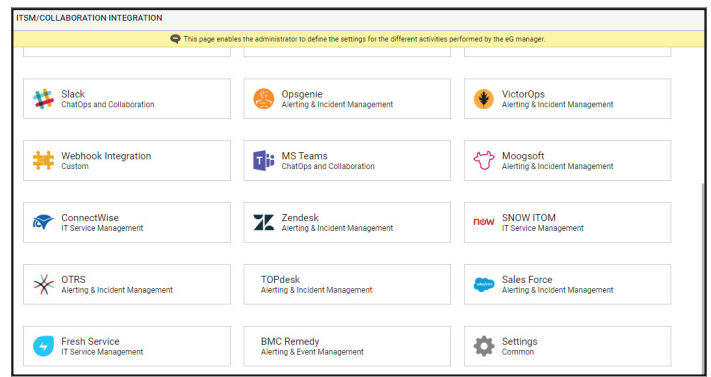 ITSM/COLLABORATION INTEGRATION
This page enables the administrator to define the settings for the different activities performed by the eG manager.
Slack
ChatOps and Collaboration
Opsgenie
Alerting & Incident Management
VictorOps
Alerting & Incident Management
Webhook Integration
Custom
MS Teams
ChatOps and Collaboration
Moogsoft
Alerting & Incident Management
ConnectWise
IT Service Management
Zendesk
Alerting & Incident Management
now
SNOW ITOM
IT Service Management
OTRS
Alerting & Incident Management
TOPdesk
Alerting & Incident Management
salesforce
Sales Force
Alerting & Incident Management
Fresh Service
IT Service Management
BMC Remedy
Alerting & Event Management
Settings
Common